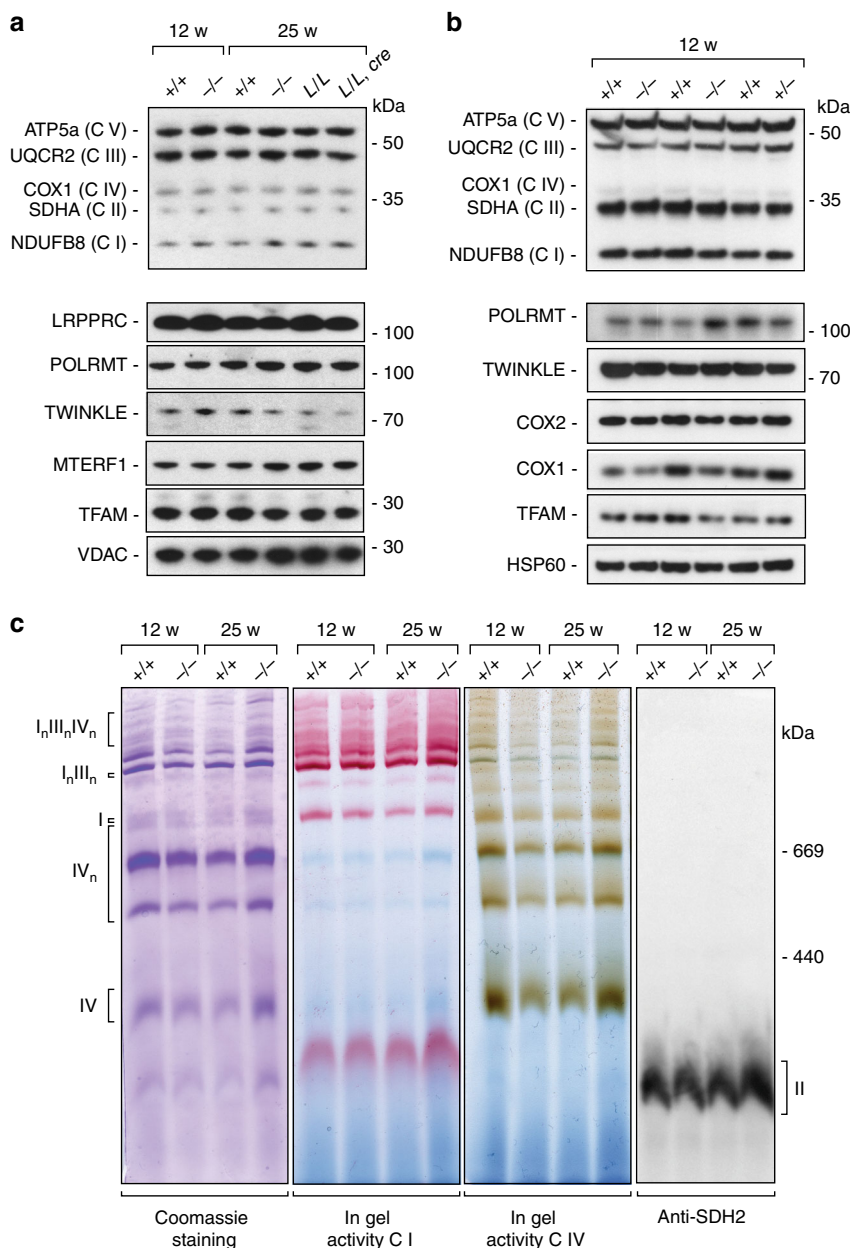 a
12 w 25 w
+/+ –/– +/+ –/– L/L L/L, cre
kDa
ATP5a (C V) -
- 50
UQCR2 (C III) -
COX1 (C IV) -
- 35
SDHA (C II) -
NDUFB8 (C I) -
LRPPRC -
- 100
POLRMT -
- 100
TWINKLE -
- 70
MTERF1 -
- 30
TFAM -
VDAC -
- 30
b
12 w
+/+ –/– +/+ –/– +/+ +/–
kDa
ATP5a (C V) -
- 50
UQCR2 (C III) -
COX1 (C IV) -
- 35
SDHA (C II) -
NDUFB8 (C I) -
POLRMT -
- 100
TWINKLE -
- 70
COX2 -
COX1 -
TFAM -
HSP60 -
c
12 w 25 w 12 w 25 w 12 w 25 w 12 w 25 w
+/+ –/– +/+ –/– +/+ –/– +/+ –/– +/+ –/– +/+ –/– +/+ –/– +/+ –/–
kDa
InIIInIVn
InIIIn
I
IVn
- 669
- 440
IV
II
Coomassie staining
In gel activity C I
In gel activity C IV
Anti-SDH2